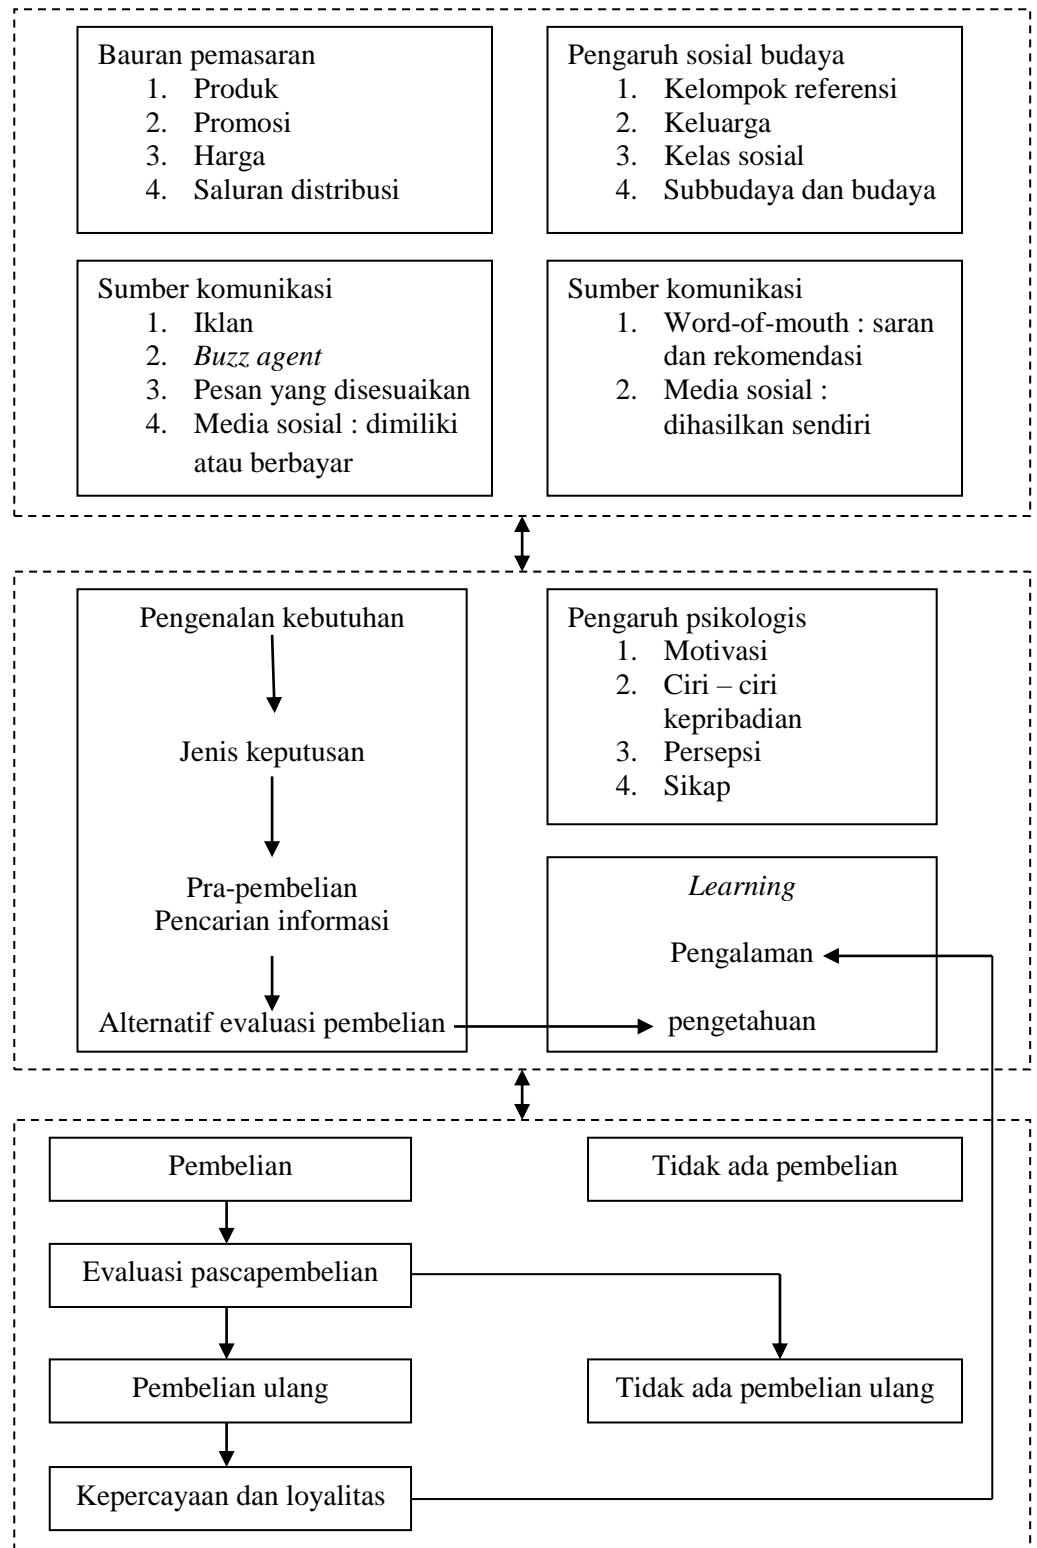 Bauran pemasaran
1. Produk
2. Promosi
3. Harga
4. Saluran distribusi
Pengaruh sosial budaya
1. Kelompok referensi
2. Keluarga
3. Kelas sosial
4. Subbudaya dan budaya
Sumber komunikasi
1. Iklan
2. Buzz agent
3. Pesan yang disesuaikan
4. Media sosial : dimiliki
atau berbayar
Sumber komunikasi
1. Word-of-mouth : saran
dan rekomendasi
2. Media sosial :
dihasilkan sendiri
Pengenalan kebutuhan
Jenis keputusan
Pra-pembelian
Pencarian informasi
Alternatif evaluasi pembelian
Pengaruh psikologis
1. Motivasi
2. Ciri – ciri
kepribadian
3. Persepsi
4. Sikap
Learning
Pengalaman
pengetahuan
Pembelian
Tidak ada pembelian
Evaluasi pascapembelian
Pembelian ulang
Tidak ada pembelian ulang
Kepercayaan dan loyalitas